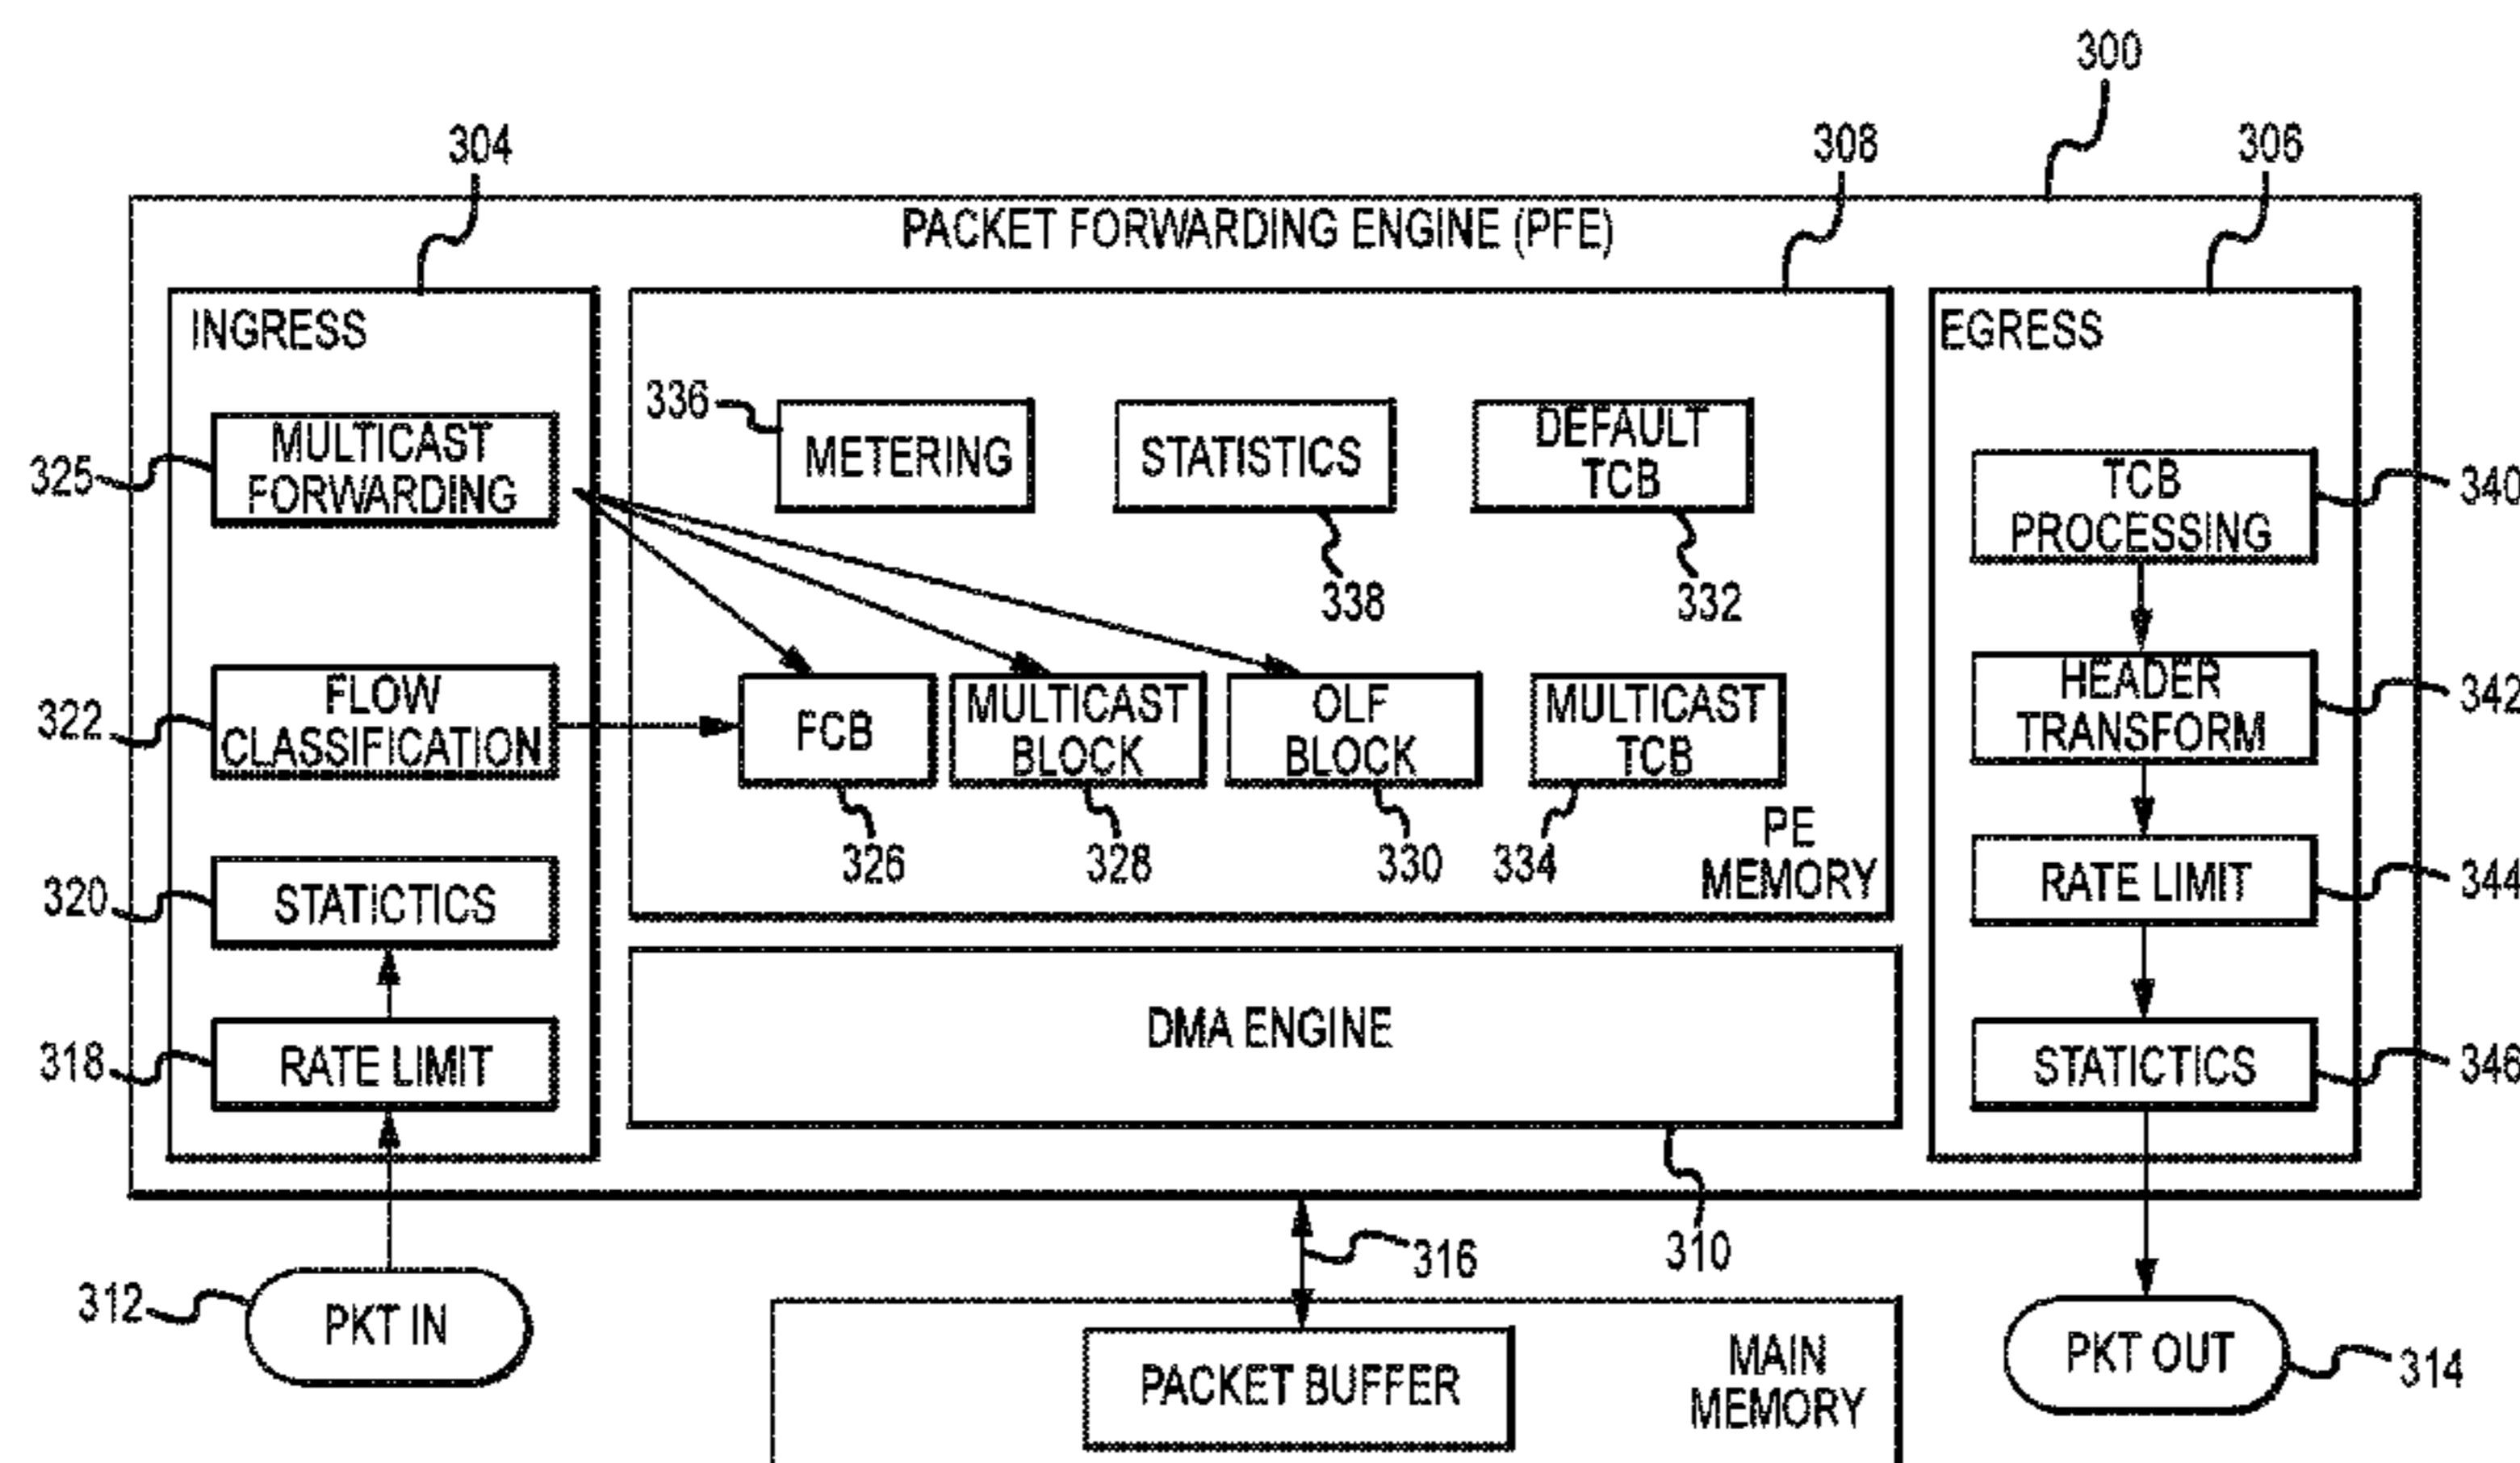 300
304
308
306
PACKET FORWARDING ENGINE (PFE)
INGRESS
MULTICAST
FORWARDING
325
FLOW
CLASSIFICATION
322
STATICTICS
320
RATE LIMIT
318
336
METERING
STATISTICS
338
DEFAULT
TCB
332
FCB
326
MULTICAST
BLOCK
328
OLF
BLOCK
330
MULTICAST
TCB
334
PE
MEMORY
DMA ENGINE
310
EGRESS
TCB
PROCESSING
340
HEADER
TRANSFORM
342
RATE LIMIT
344
STATICTICS
346
312
PKT IN
316
PACKET BUFFER
MAIN
MEMORY
PKT OUT
314